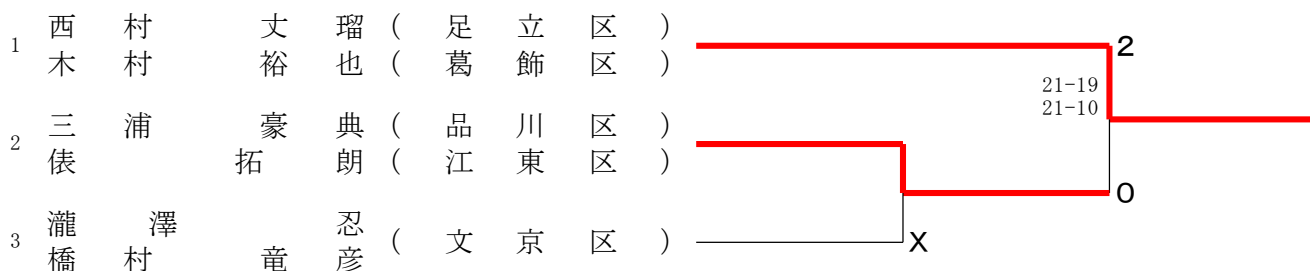 1 西村 丈瑠 (足立区)
木村 裕也 (葛飾区)
2
21-19
21-10
2 三浦 豪典 (品川区)
俵 拓朗 (江東区)
0
3 瀧澤 忍 (文京区)
橋村 竜彦
X